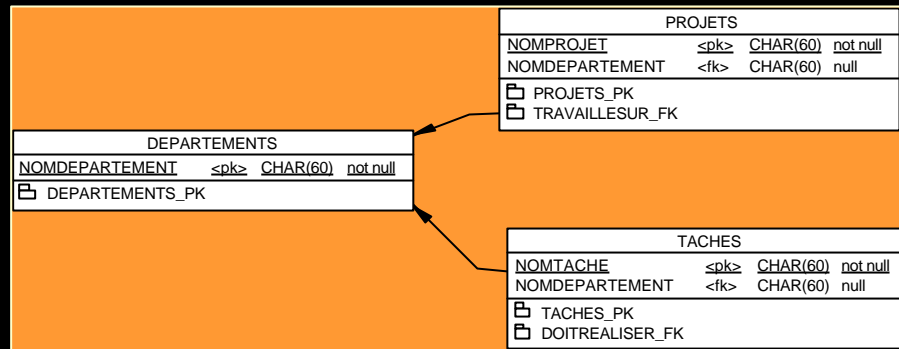 PROJETS
NOMPROJET <pk> CHAR(60) not null
NOMDEPARTEMENT <fk> CHAR(60) null
PROJETS_PK
TRAVAILLESUR_FK
DEPARTEMENTS
NOMDEPARTEMENT <pk> CHAR(60) not null
DEPARTEMENTS_PK
TACHES
NOMTACHE <pk> CHAR(60) not null
NOMDEPARTEMENT <fk> CHAR(60) null
TACHES_PK
DOITREALISER_FK